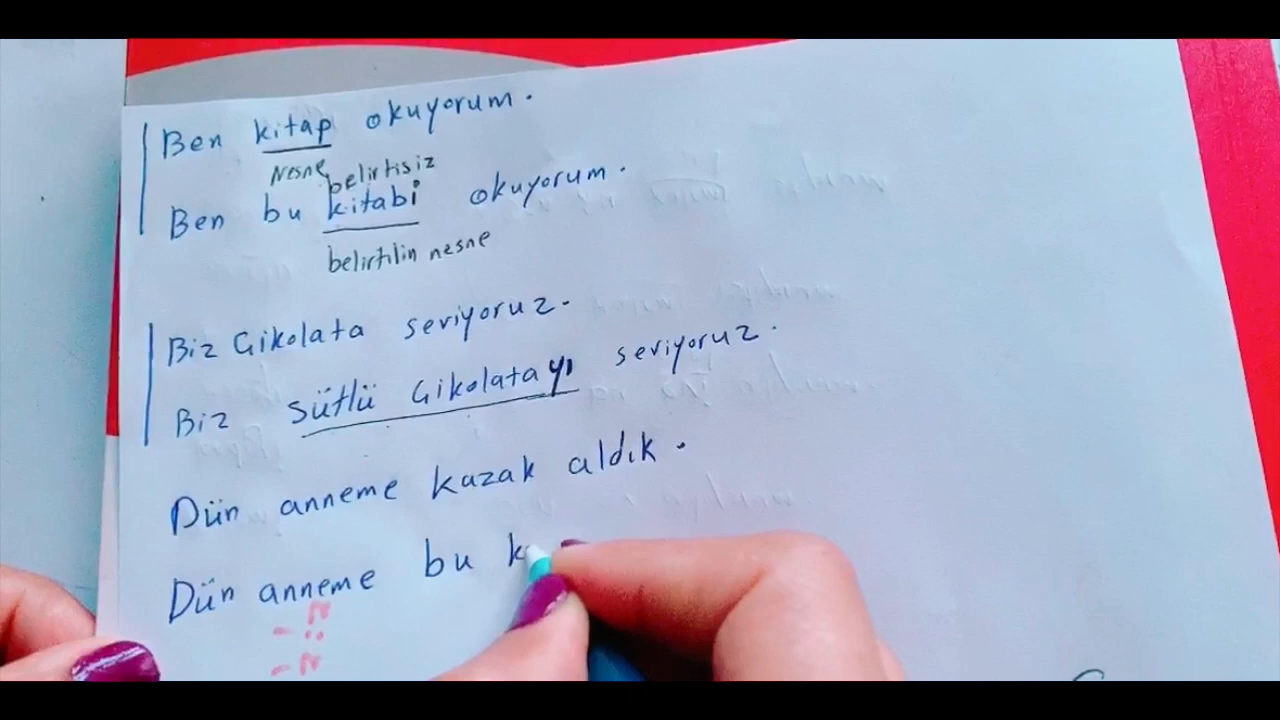 Ben kitap okuyorum.
Nesne belirtisiz
Ben bu kitabi okuyorum.
belirtilin nesne
Biz Çikolata seviyoruz.
Biz sütlü Çikolatayı seviyoruz.
Dün anneme kazak aldık.
Dün anneme bu k